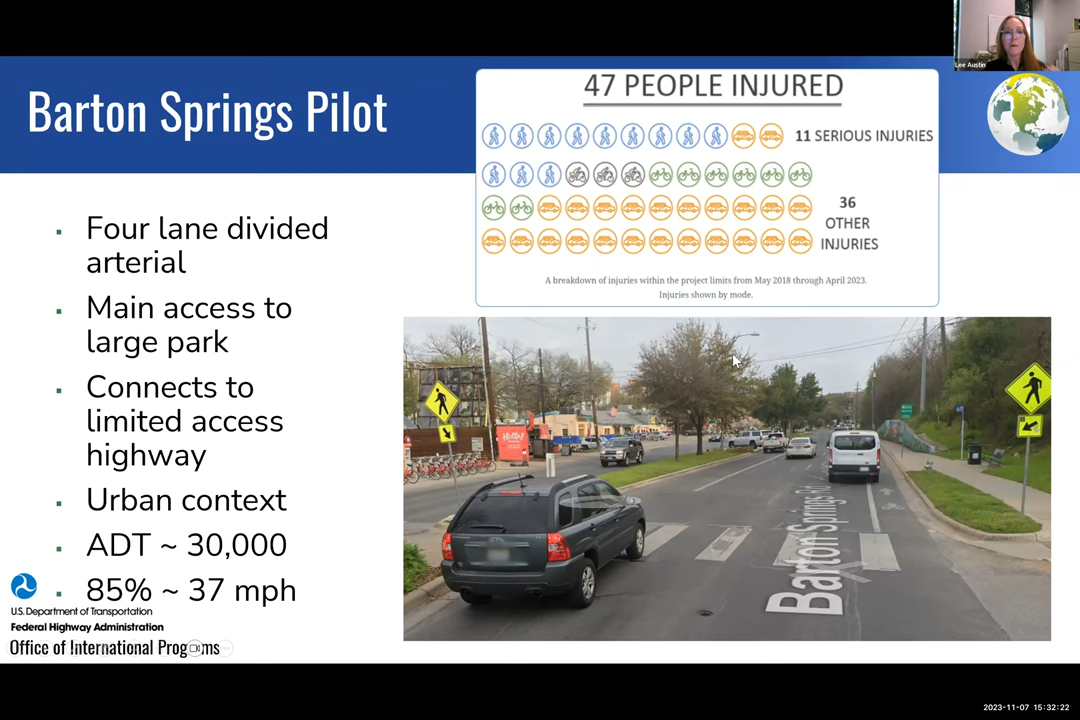 Lee Austin
Barton Springs Pilot
47 PEOPLE INJURED
11 SERIOUS INJURIES
36
OTHER
INJURIES
A breakdown of injuries within the project limits from May 2018 through April 2023.
Injuries shown by mode.
▪ Four lane divided
arterial
▪ Main access to
large park
▪ Connects to
limited access
highway
▪ Urban context
▪ ADT ~ 30,000
▪ 85% ~ 37 mph
Barton Springs Rd
U.S. Department of Transportation
Federal Highway Administration
Office of International Programs
2023-11-07 15:32:22